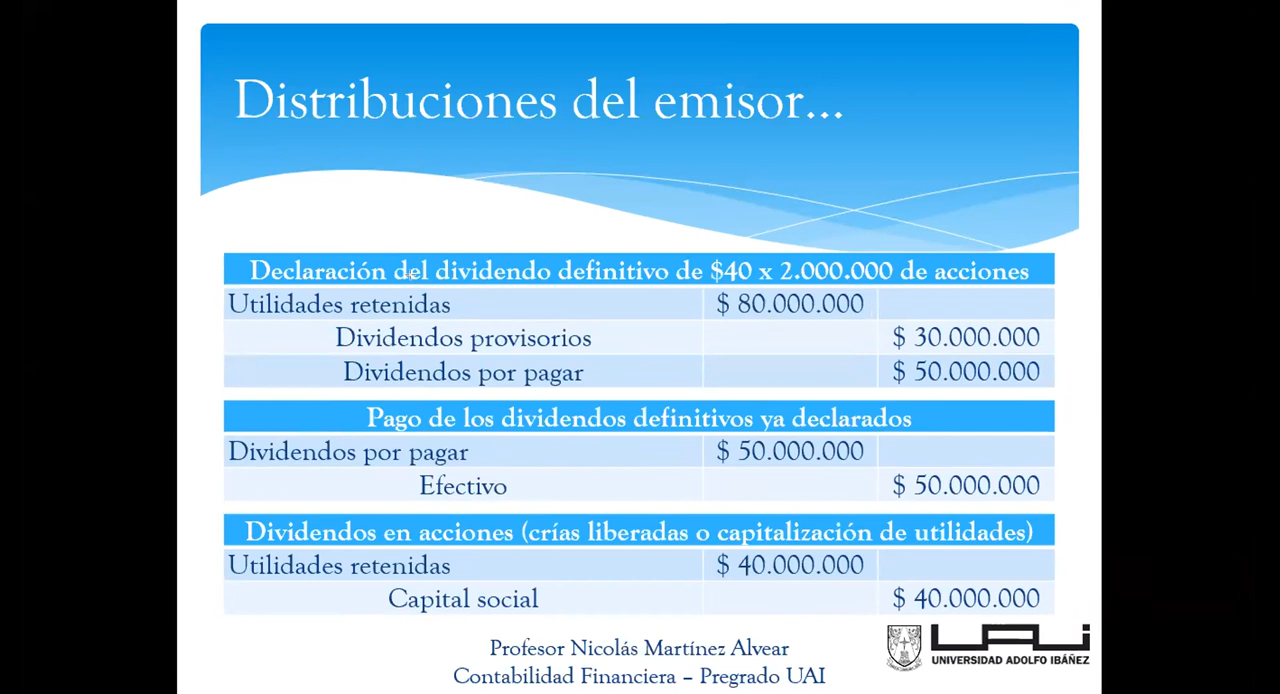 Distribuciones del emisor...
Declaración del dividendo definitivo de $40 x 2.000.000 de acciones
Utilidades retenidas $ 80.000.000
Dividendos provisorios $ 30.000.000
Dividendos por pagar $ 50.000.000
Pago de los dividendos definitivos ya declarados
Dividendos por pagar $ 50.000.000
Efectivo $ 50.000.000
Dividendos en acciones (crías liberadas o capitalización de utilidades)
Utilidades retenidas $ 40.000.000
Capital social $ 40.000.000
Profesor Nicolás Martínez Alvear
Contabilidad Financiera – Pregrado UAI
UAI
UNIVERSIDAD ADOLFO IBÁÑEZ